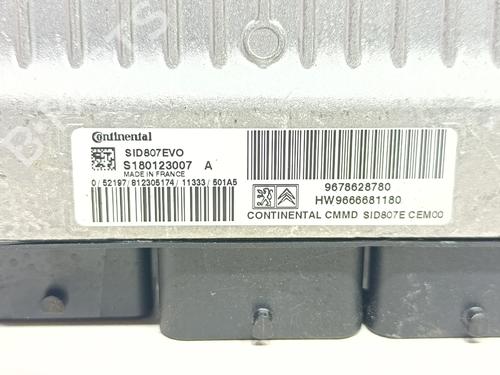 Continental
SID807EVO
S180123007 A
MADE IN FRANCE
0/52197/812305174/11333/501A5
9678628780
HW9666681180
CONTINENTAL CMMD SID807E CEM00